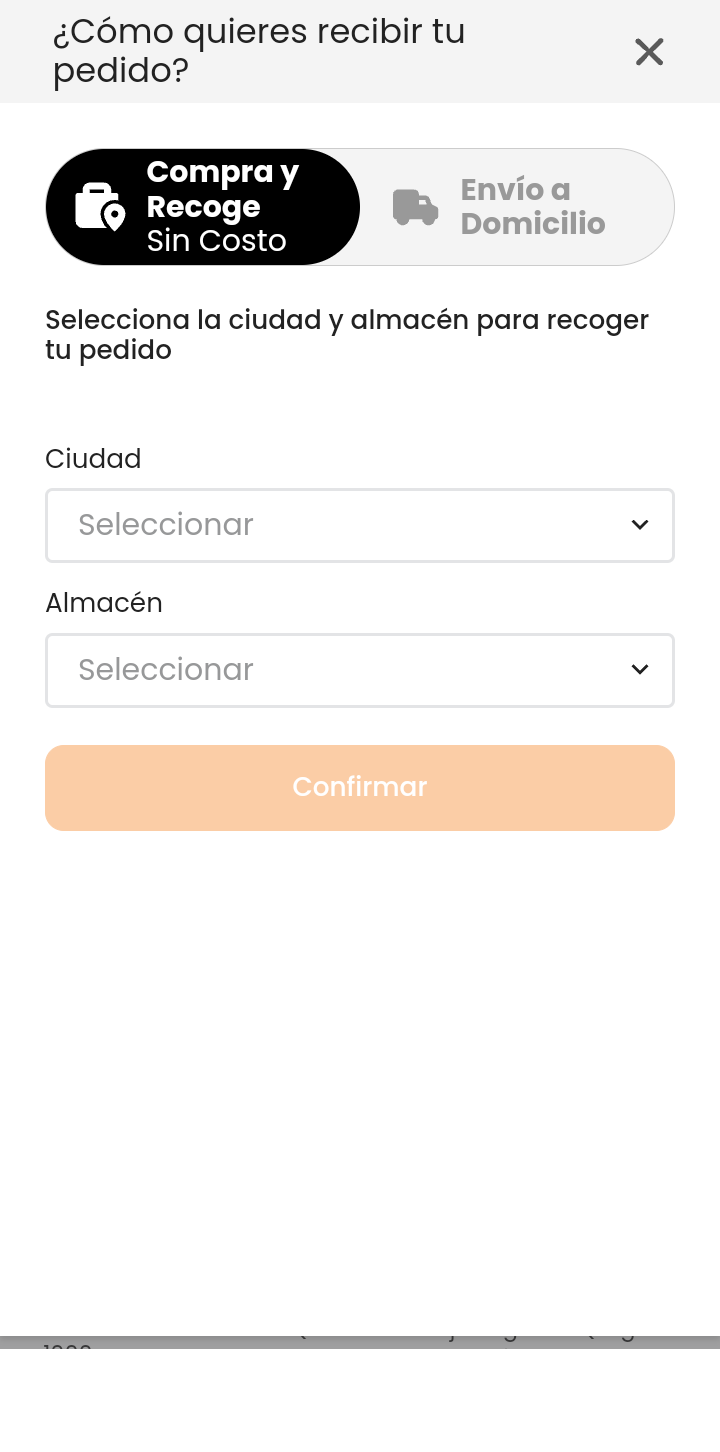 ¿Cómo quieres recibir tu
pedido?
Compra y
Recoge
Sin Costo
Envío a
Domicilio
Selecciona la ciudad y almacén para recoger
tu pedido
Ciudad
Seleccionar
Almacén
Seleccionar
Confirmar